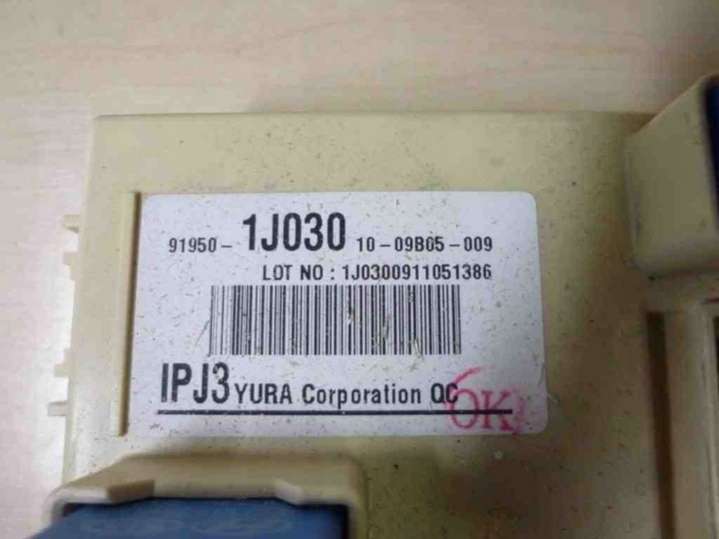 91950- 1J030 10-09B05-009
LOT NO : 1J0300911051386
IPJ3 YURA Corporation QC
OK